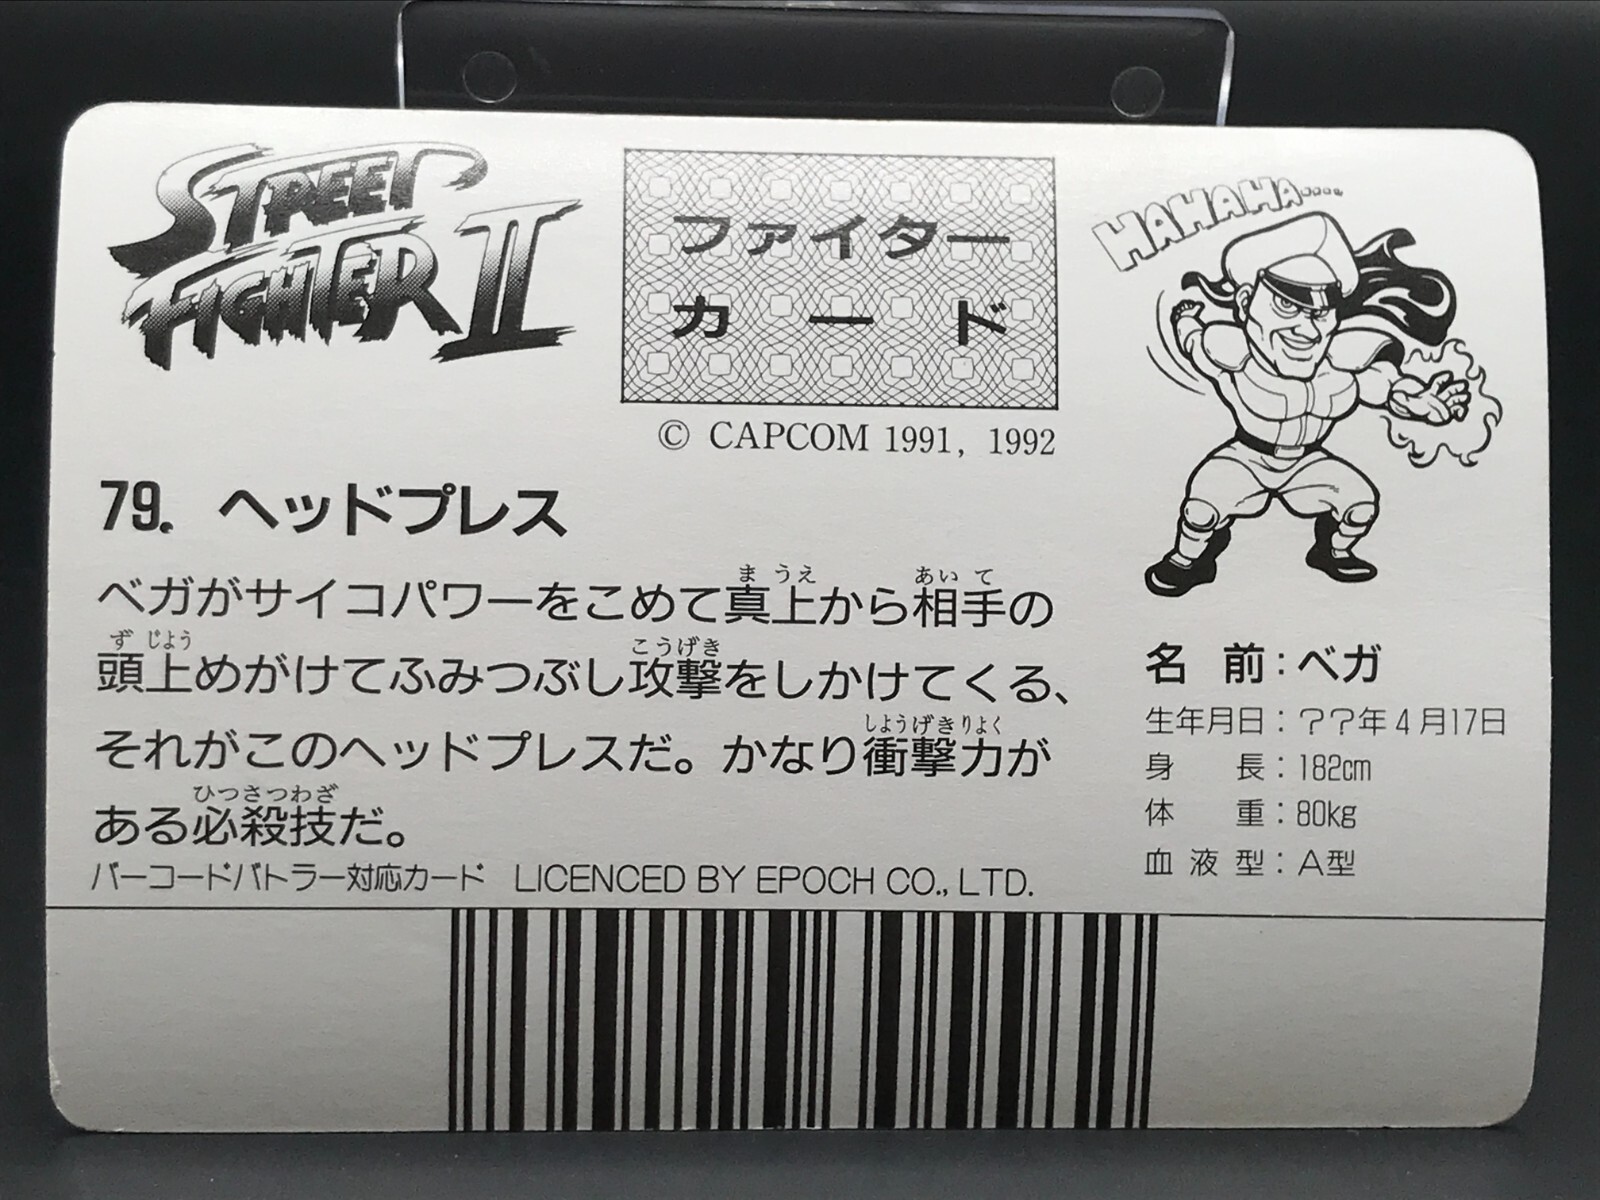 STREET
FIGHTER II
ファイター
カード
© CAPCOM 1991, 1992
HAHAHA....
79. ヘッドプレス
ベガがサイコパワーをこめて真上から相手の
頭上めがけてふみつぶし攻撃をしかけてくる、
それがこのヘッドプレスだ。かなり衝撃力が
ある必殺技だ。
バーコードバトラー対応カード LICENCED BY EPOCH CO., LTD.
名前:ベガ
生年月日:??年4月17日
身長:182cm
体重:80kg
血液型:A型